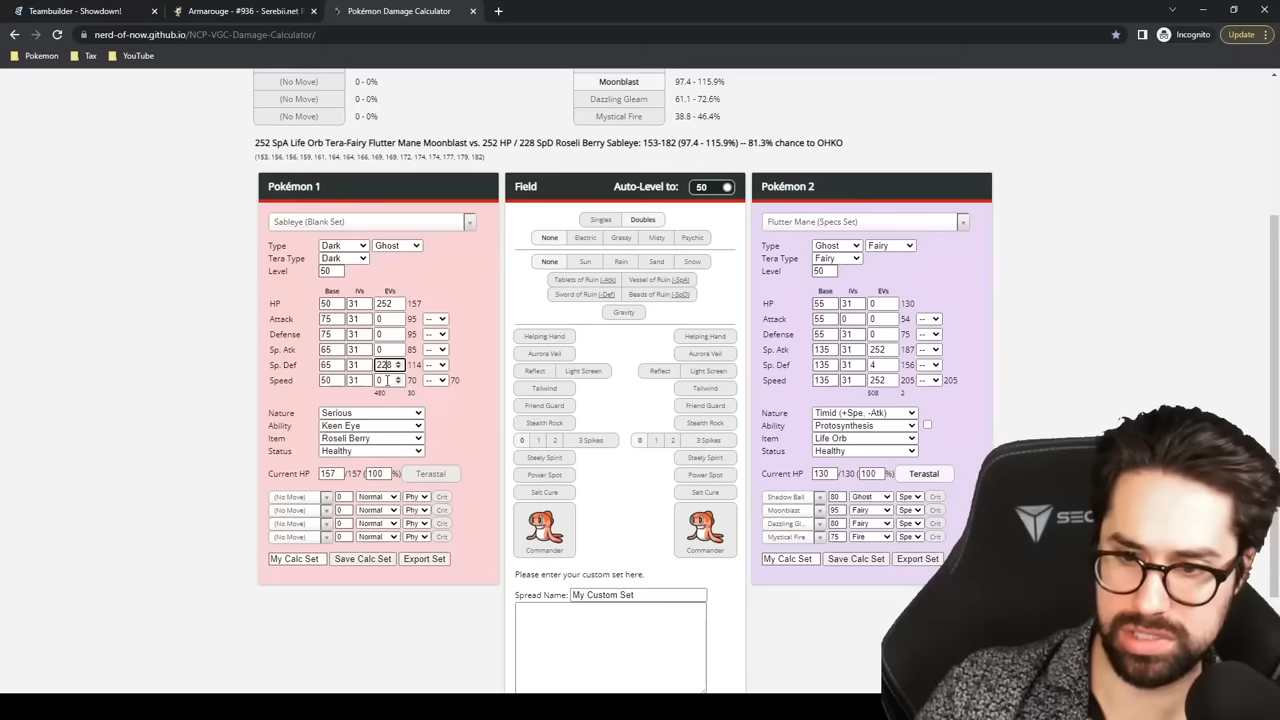 Teambuilder - Showdown!
Armarouge - #936 - Serebii.net P
Pokémon Damage Calculator
nerd-of-now.github.io/NCP-VGC-Damage-Calculator/
Incognito
Update
Pokemon
Tax
YouTube
(No Move) 0 - 0%
Moonblast 97.4 - 115.9%
(No Move) 0 - 0%
Dazzling Gleam 61.1 - 72.6%
(No Move) 0 - 0%
Mystical Fire 38.8 - 46.4%
252 SpA Life Orb Tera-Fairy Flutter Mane Moonblast vs. 252 HP / 228 SpD Roseli Berry Sableye: 153-182 (97.4 - 115.9%) -- 81.3% chance to OHKO
(153, 156, 156, 159, 161, 164, 164, 166, 169, 169, 172, 174, 174, 177, 179, 182)
Pokémon 1
Sableye (Blank Set)
Type Dark Ghost
Tera Type Dark
Level 50
Base IVs EVs
HP 50 31 252 157
Attack 75 31 0 95 --
Defense 75 31 0 95 --
Sp. Atk 65 31 0 85 --
Sp. Def 65 31 228 114 --
Speed 50 31 0 70 -- 70
480 30
Nature Serious
Ability Keen Eye
Item Roseli Berry
Status Healthy
Current HP 157 /157 ( 100 %) Terastal
(No Move) 0 Normal Phy Crit
(No Move) 0 Normal Phy Crit
(No Move) 0 Normal Phy Crit
(No Move) 0 Normal Phy Crit
My Calc Set Save Calc Set Export Set
Field Auto-Level to: 50
Singles Doubles
None Electric Grassy Misty Psychic
None Sun Rain Sand Snow
Tablets of Ruin (-Atk) Vessel of Ruin (-SpA)
Sword of Ruin (-Def) Beads of Ruin (-SpD)
Gravity
Helping Hand Helping Hand
Aurora Veil Aurora Veil
Reflect Light Screen Reflect Light Screen
Tailwind Tailwind
Friend Guard Friend Guard
Stealth Rock Stealth Rock
0 1 2 3 Spikes 0 1 2 3 Spikes
Steely Spirit Steely Spirit
Power Spot Power Spot
Salt Cure Salt Cure
Commander Commander
Please enter your custom set here.
Spread Name: My Custom Set
Pokémon 2
Flutter Mane (Specs Set)
Type Ghost Fairy
Tera Type Fairy
Level 50
Base IVs EVs
HP 55 31 0 130
Attack 55 31 0 54 --
Defense 55 31 0 75 --
Sp. Atk 135 31 252 187 --
Sp. Def 135 31 4 156 --
Speed 135 31 252 205 -- 205
508 2
Nature Timid (+Spe, -Atk)
Ability Protosynthesis
Item Life Orb
Status Healthy
Current HP 130 /130 ( 100 %) Terastal
Shadow Ball 80 Ghost Spe Crit
Moonblast 95 Fairy Spe Crit
Dazzling Gl... 80 Fairy Spe Crit
Mystical Fire 75 Fire Spe Crit
My Calc Set Save Calc Set Export Set